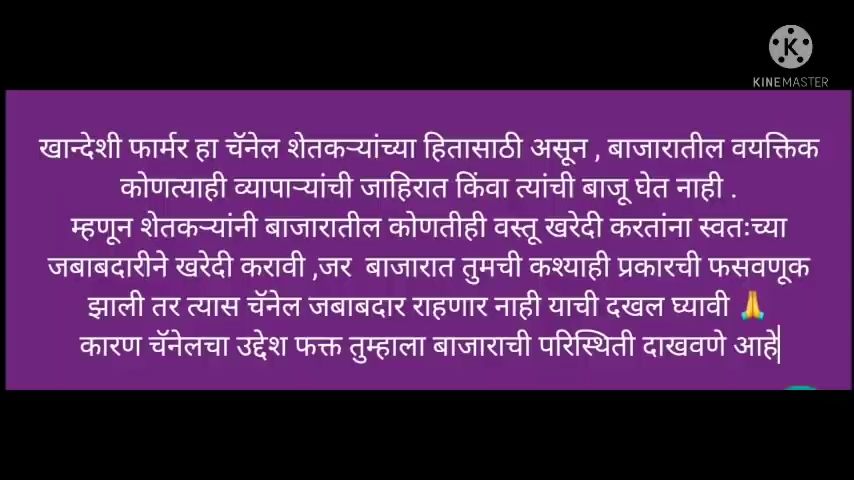 KINEMASTER
खान्देशी फार्मर हा चॅनेल शेतकऱ्यांच्या हितासाठी असून , बाजारातील वयक्तिक
कोणत्याही व्यापाऱ्यांची जाहिरात किंवा त्यांची बाजू घेत नाही .
म्हणून शेतकऱ्यांनी बाजारातील कोणतीही वस्तू खरेदी करतांना स्वतःच्या
जबाबदारीने खरेदी करावी ,जर बाजारात तुमची कश्याही प्रकारची फसवणूक
झाली तर त्यास चॅनेल जबाबदार राहणार नाही याची दखल घ्यावी 🙏
कारण चॅनेलचा उद्देश फक्त तुम्हाला बाजाराची परिस्थिती दाखवणे आहे